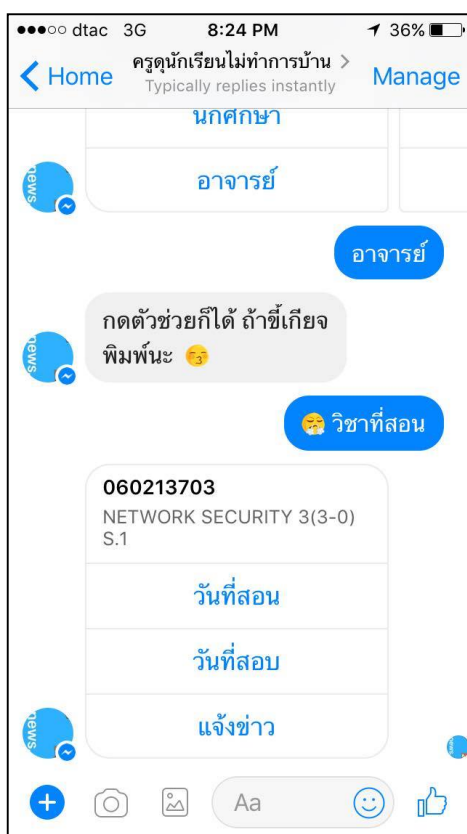 dtac 3G 8:24 PM 36%
Home ครูดุนักเรียนไม่ทำการบ้าน > Manage
Typically replies instantly
นักศึกษา
อาจารย์
news
อาจารย์
กดตัวช่วยก็ได้ ถ้าขี้เกียจ
พิมพ์นะ 😚
news
😤 วิชาที่สอน
060213703
NETWORK SECURITY 3(3-0)
S.1
วันที่สอน
วันที่สอบ
แจ้งข่าว
news
Aa